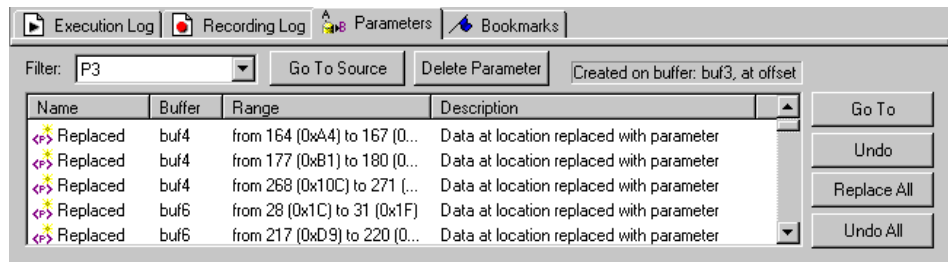 Execution Log Recording Log Parameters Bookmarks
Filter: P3 Go To Source Delete Parameter Created on buffer: buf3, at offset
Name Buffer Range Description Go To
Replaced buf4 from 164 (0xA4) to 167 (0... Data at location replaced with parameter
Replaced buf4 from 177 (0xB1) to 180 (0... Data at location replaced with parameter Undo
Replaced buf4 from 268 (0x10C) to 271 (... Data at location replaced with parameter Replace All
Replaced buf6 from 28 (0x1C) to 31 (0x1F) Data at location replaced with parameter
Replaced buf6 from 217 (0xD9) to 220 (0... Data at location replaced with parameter Undo All